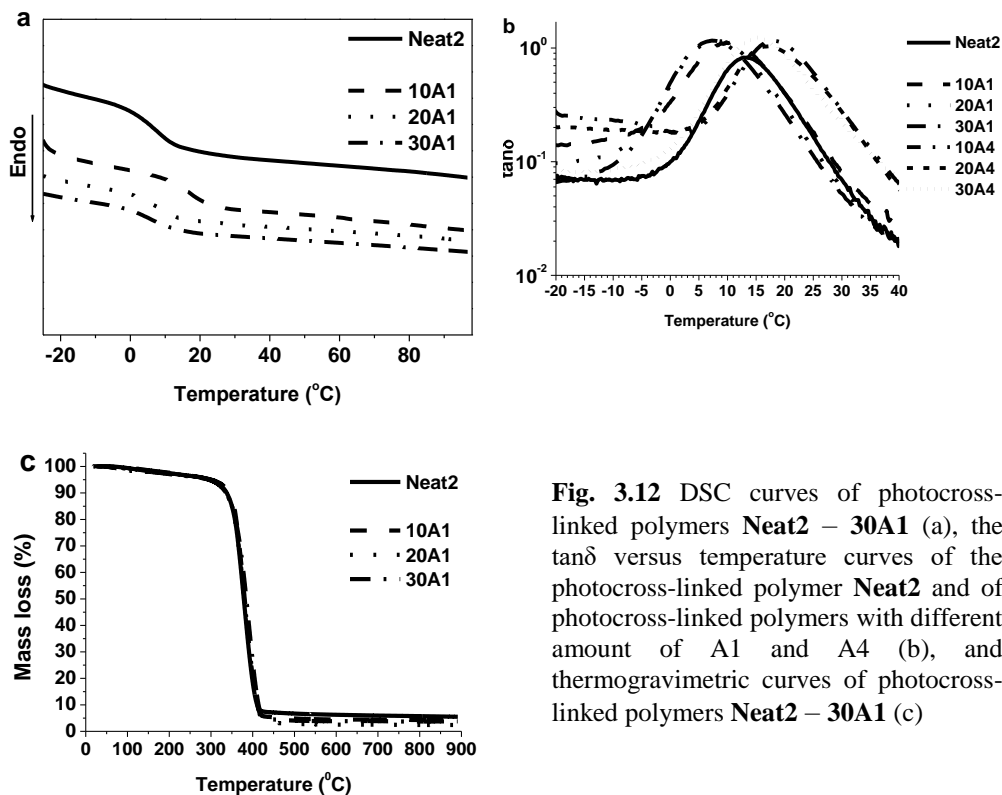 a
Neat2
10A1
20A1
30A1
Endo
-20 0 20 40 60 80
Temperature (°C)
b
10⁰
10⁻¹
10⁻²
tanδ
Neat2
10A1
20A1
30A1
10A4
20A4
30A4
-20 -15 -10 -5 0 5 10 15 20 25 30 35 40
Temperature (°C)
c
100
90
80
70
60
50
40
30
20
10
0
Mass loss (%)
Neat2
10A1
20A1
30A1
0 100 200 300 400 500 600 700 800 900
Temperature (⁰C)
Fig. 3.12 DSC curves of photocross-
linked polymers Neat2 – 30A1 (a), the
tanδ versus temperature curves of the
photocross-linked polymer Neat2 and of
photocross-linked polymers with different
amount of A1 and A4 (b), and
thermogravimetric curves of photocross-
linked polymers Neat2 – 30A1 (c)